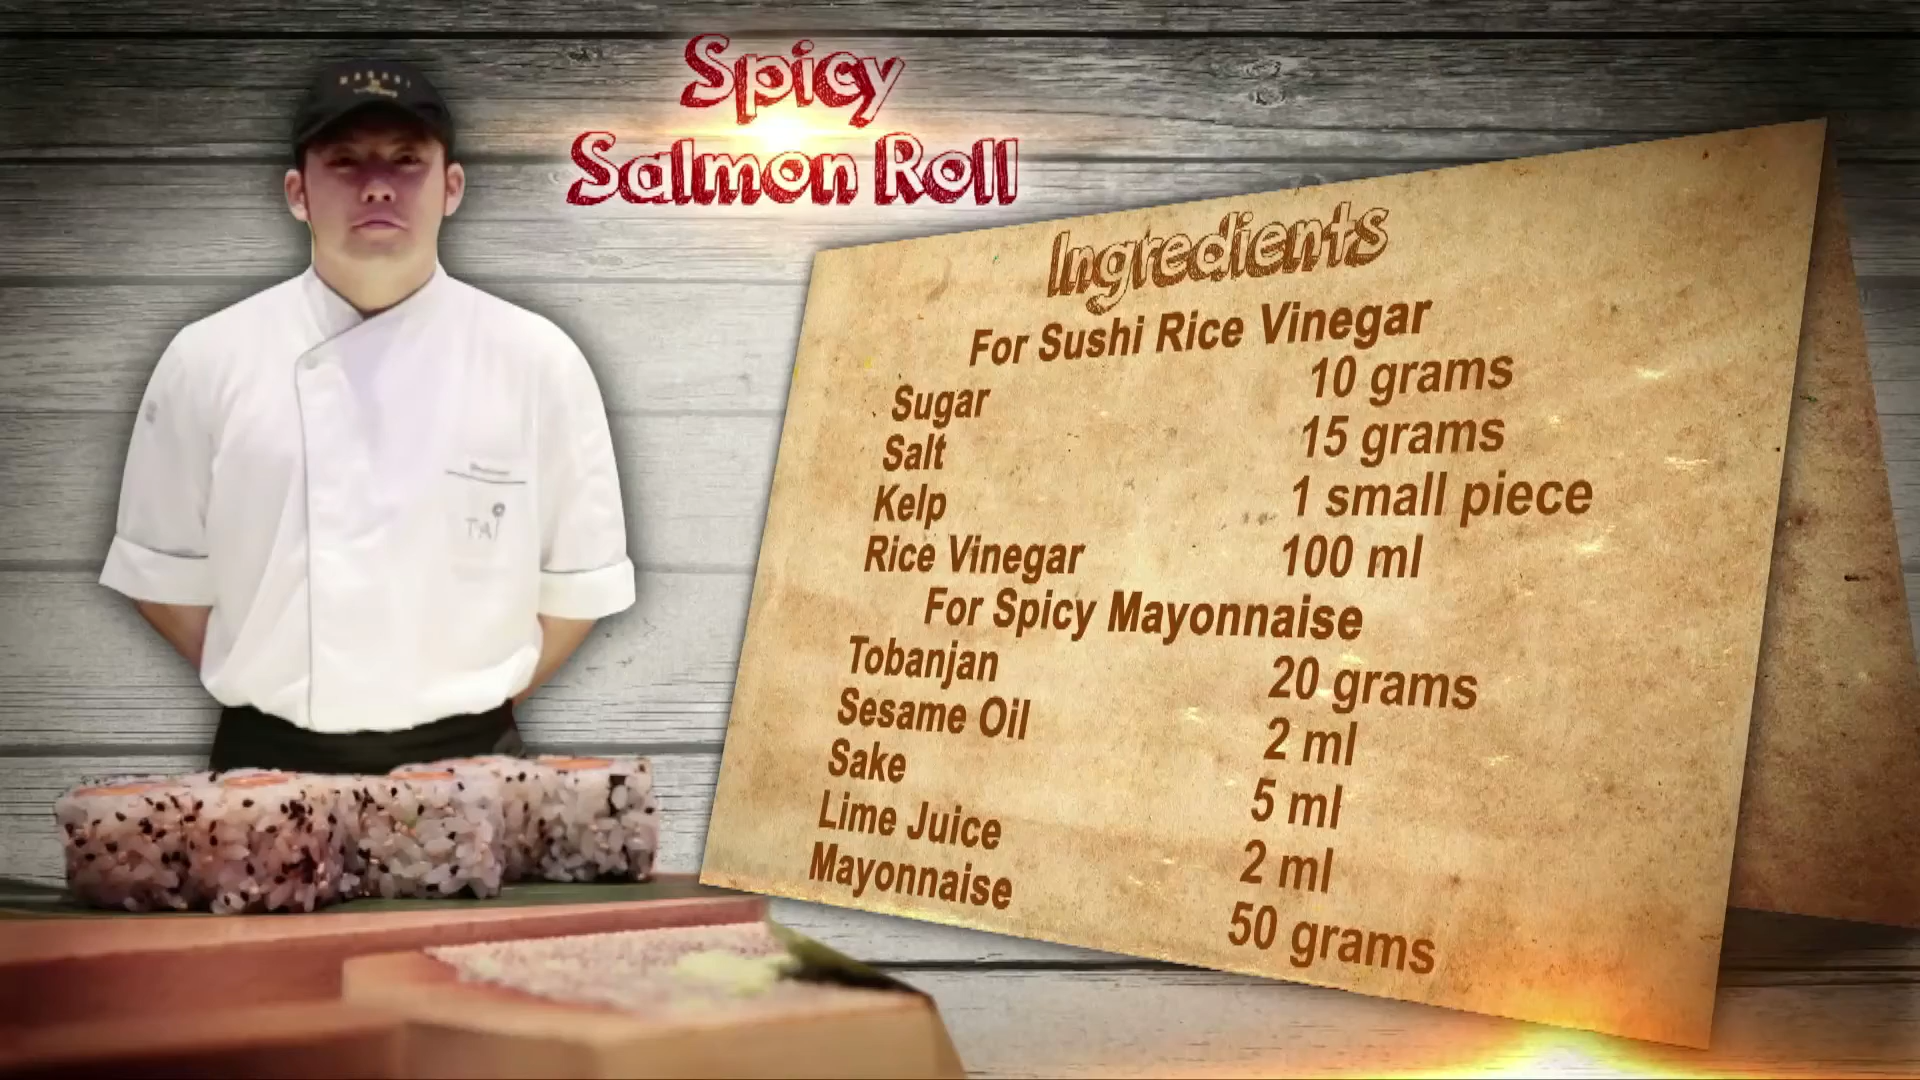 Spicy
Salmon Roll
Ingredients
For Sushi Rice Vinegar
Sugar 10 grams
Salt 15 grams
Kelp 1 small piece
Rice Vinegar 100 ml
For Spicy Mayonnaise
Tobanjan 20 grams
Sesame Oil 2 ml
Sake 5 ml
Lime Juice 2 ml
Mayonnaise 50 grams
TAI